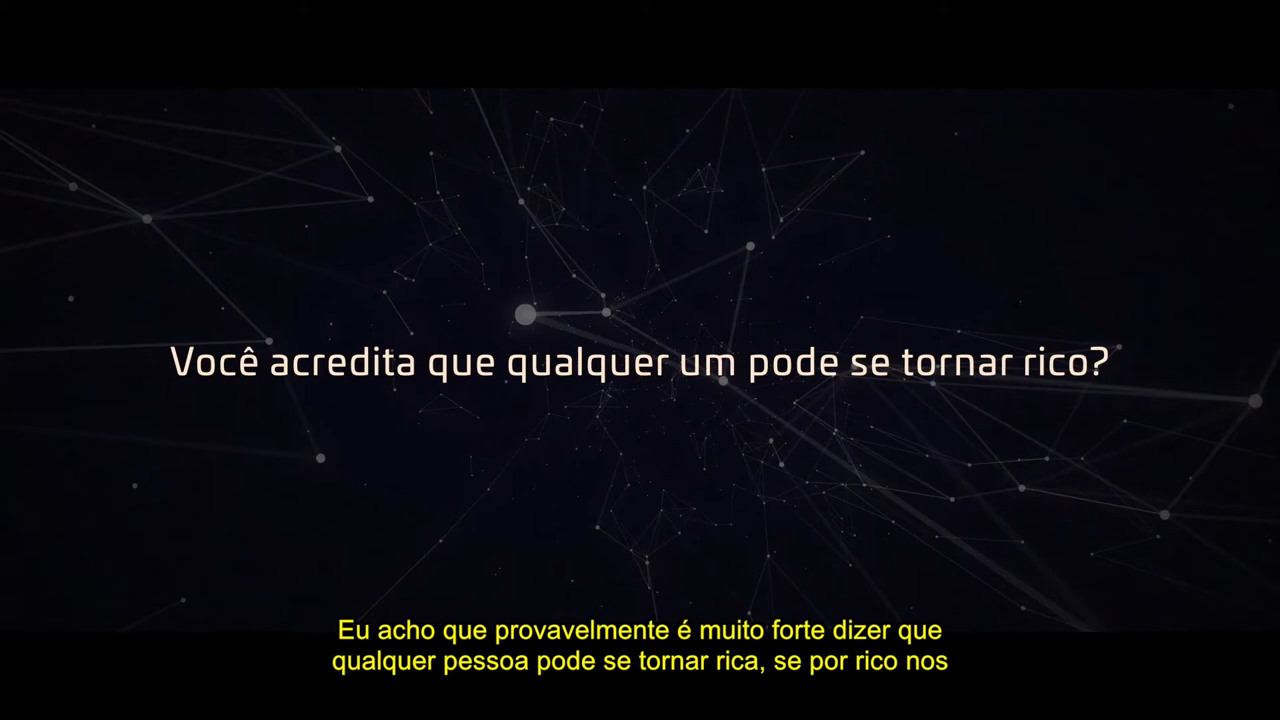 Você acredita que qualquer um pode se tornar rico?
Eu acho que provavelmente é muito forte dizer que
qualquer pessoa pode se tornar rica, se por rico nos